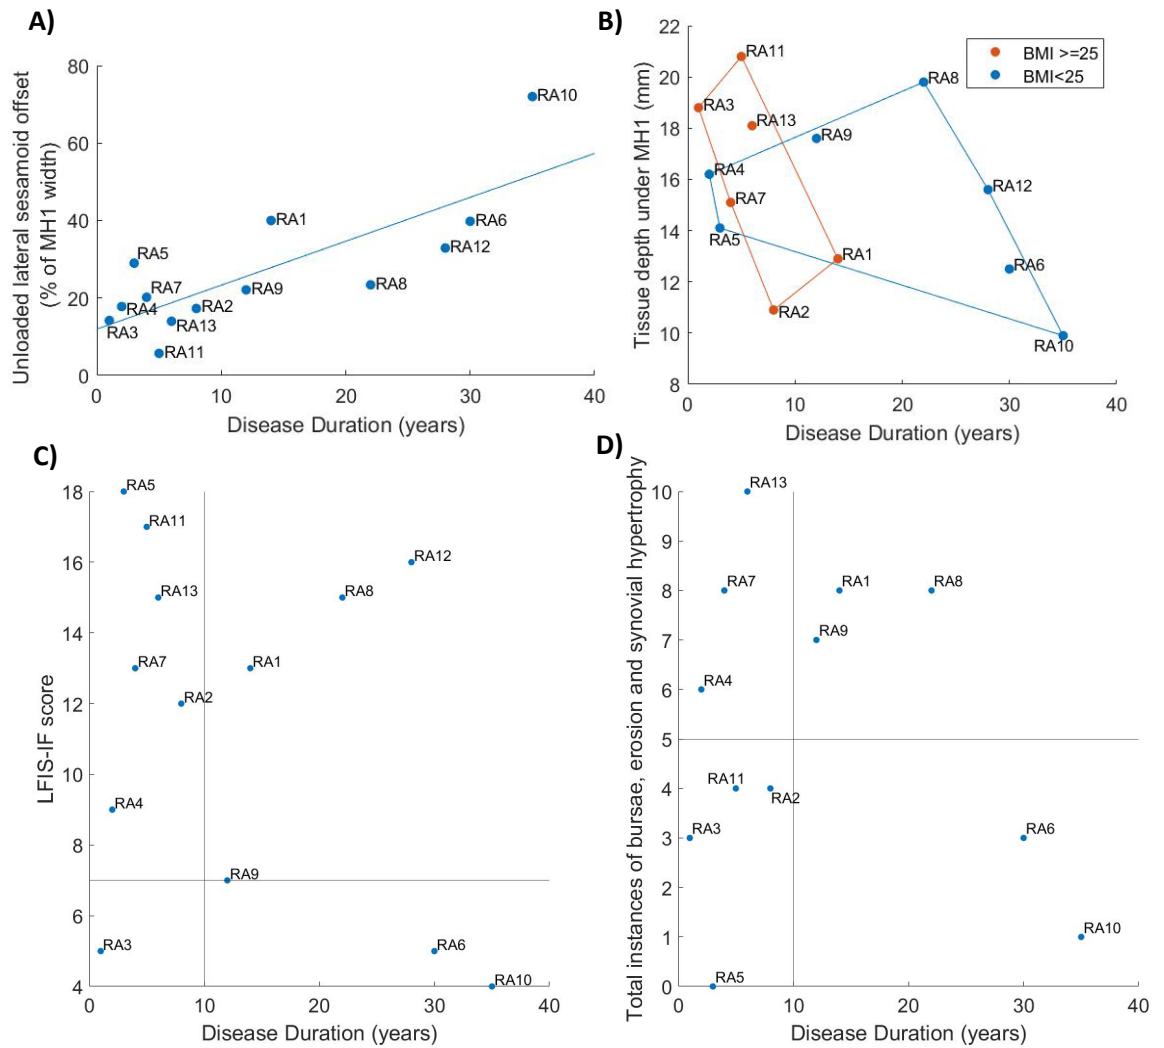 A)
80
60
40
20
0
Unloaded lateral sesamoid offset
(% of MH1 width)
RA10
RA1
RA6
RA12
RA5
RA8
RA9
RA7
RA4
RA2
RA3
RA13
RA11
0 10 20 30 40
Disease Duration (years)
B)
22
20
18
16
14
12
10
8
Tissue depth under MH1 (mm)
BMI >=25
BMI<25
RA11
RA8
RA3
RA13
RA9
RA4
RA12
RA7
RA5
RA1
RA6
RA2
RA10
0 10 20 30 40
Disease Duration (years)
C)
18
16
14
12
10
8
6
4
LFIS-IF score
RA5
RA11
RA12
RA13
RA8
RA7
RA1
RA2
RA4
RA9
RA3
RA6
RA10
0 10 20 30 40
Disease Duration (years)
D)
10
9
8
7
6
5
4
3
2
1
0
Total instances of bursae, erosion and synovial hypertrophy
RA13
RA7
RA1
RA8
RA9
RA4
RA11
RA2
RA3
RA6
RA10
RA5
0 10 20 30 40
Disease Duration (years)